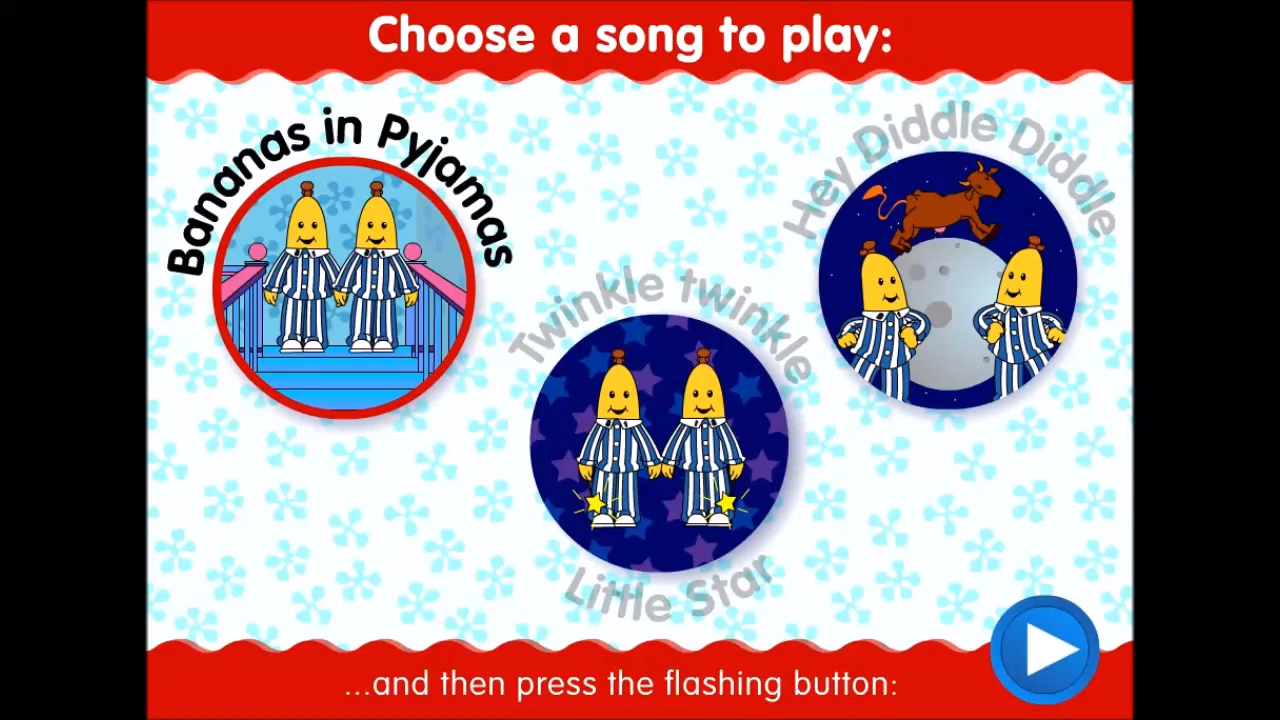 Choose a song to play:
Bananas in Pyjamas
Hey Diddle Diddle
Twinkle twinkle
Little Star
...and then press the flashing button: